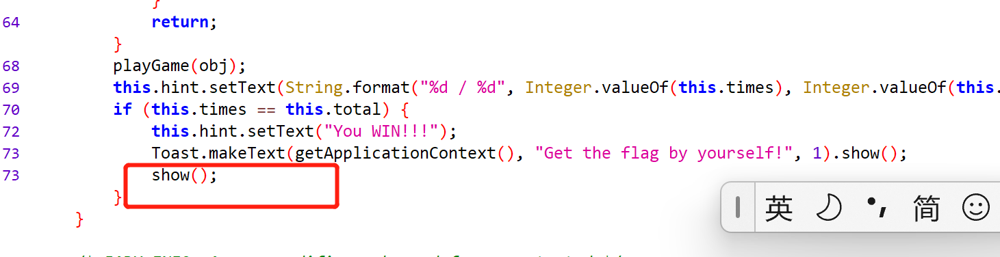 }
64 return;
}
68 playGame(obj);
69 this.hint.setText(String.format("%d / %d", Integer.valueOf(this.times), Integer.valueOf(this.
70 if (this.times == this.total) {
72 this.hint.setText("You WIN!!!");
73 Toast.makeText(getApplicationContext(), "Get the flag by yourself!", 1).show();
73 show();
}
}
英 简